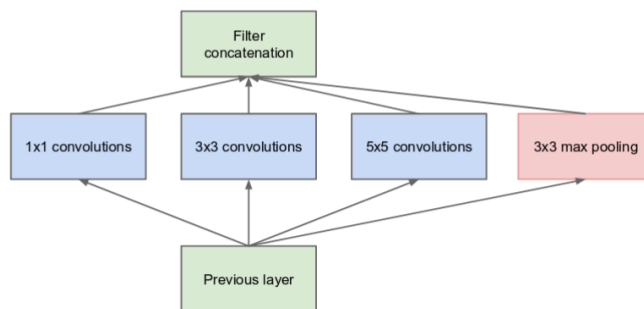 Filter
concatenation
1x1 convolutions
3x3 convolutions
5x5 convolutions
3x3 max pooling
Previous layer